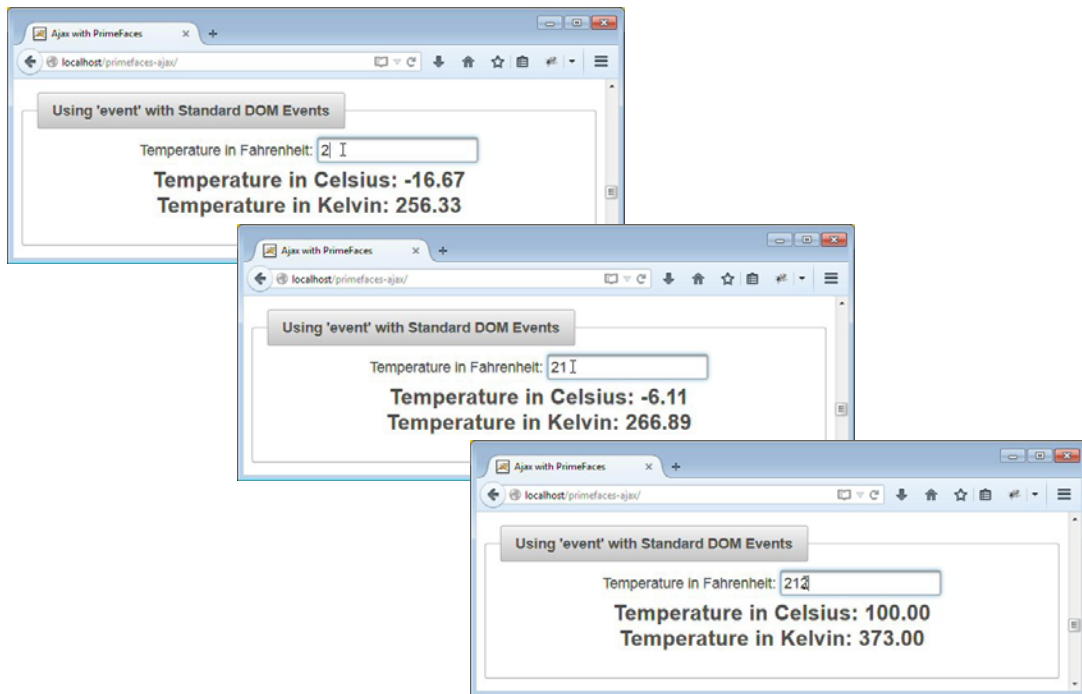 Ajax with PrimeFaces
localhost/primefaces-ajax/
Using 'event' with Standard DOM Events
Temperature in Fahrenheit: 2
Temperature in Celsius: -16.67
Temperature in Kelvin: 256.33
Ajax with PrimeFaces
localhost/primefaces-ajax/
Using 'event' with Standard DOM Events
Temperature in Fahrenheit: 21
Temperature in Celsius: -6.11
Temperature in Kelvin: 266.89
Ajax with PrimeFaces
localhost/primefaces-ajax/
Using 'event' with Standard DOM Events
Temperature in Fahrenheit: 212
Temperature in Celsius: 100.00
Temperature in Kelvin: 373.00